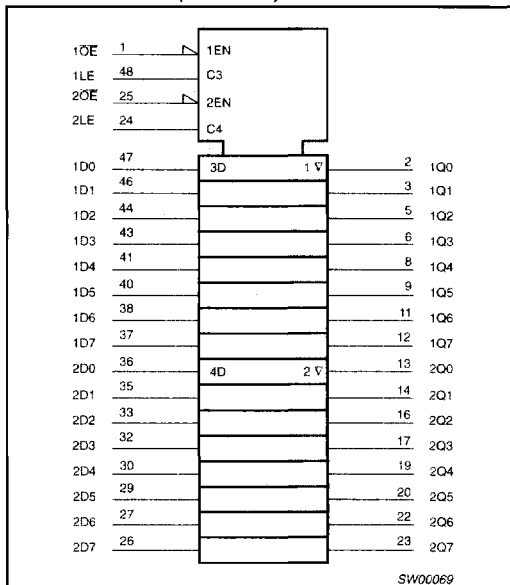 1O̅E̅ 1 1EN
1LE 48 C3
2O̅E̅ 25 2EN
2LE 24 C4
1D0 47 3D 1 ∇ 2 1Q0
1D1 46 3 1Q1
1D2 44 5 1Q2
1D3 43 6 1Q3
1D4 41 8 1Q4
1D5 40 9 1Q5
1D6 38 11 1Q6
1D7 37 12 1Q7
2D0 36 4D 2 ∇ 13 2Q0
2D1 35 14 2Q1
2D2 33 16 2Q2
2D3 32 17 2Q3
2D4 30 19 2Q4
2D5 29 20 2Q5
2D6 27 22 2Q6
2D7 26 23 2Q7
SW00069